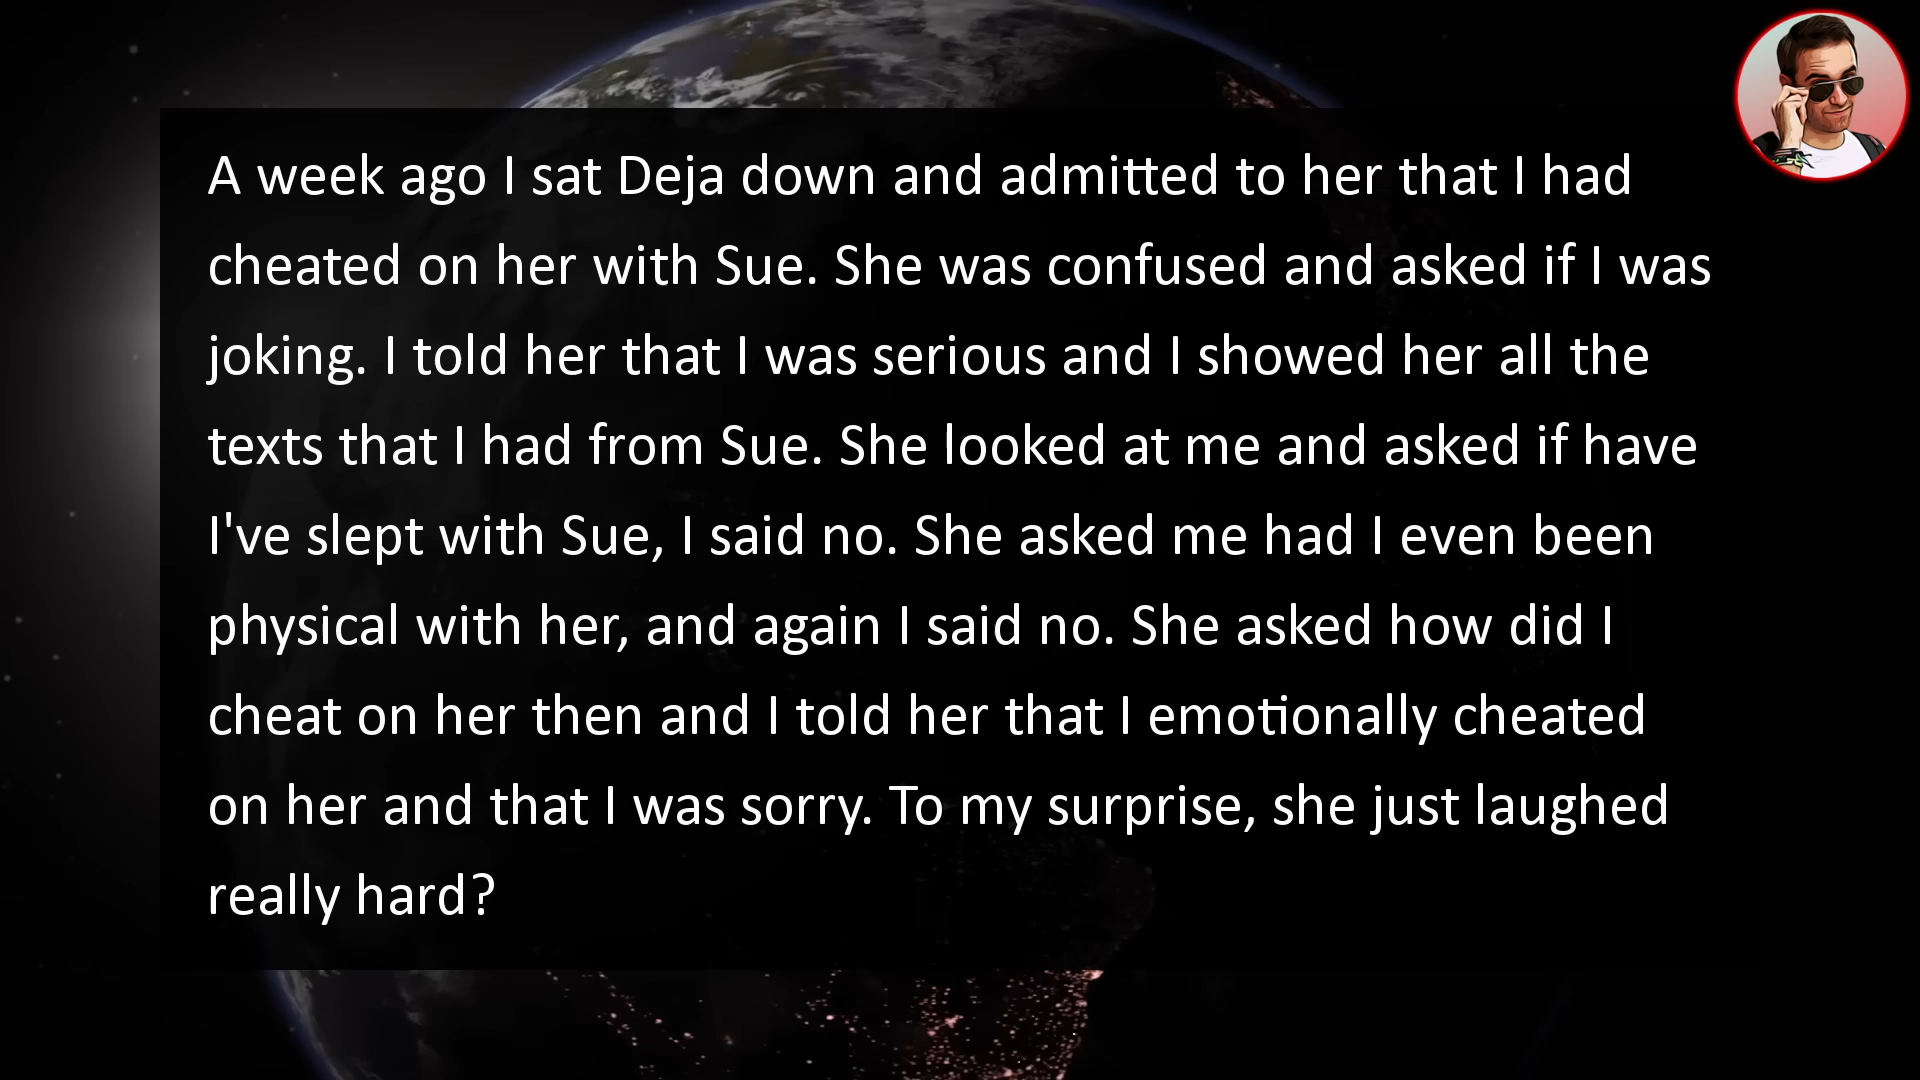 A week ago I sat Deja down and admitted to her that I had
cheated on her with Sue. She was confused and asked if I was
joking. I told her that I was serious and I showed her all the
texts that I had from Sue. She looked at me and asked if have
I've slept with Sue, I said no. She asked me had I even been
physical with her, and again I said no. She asked how did I
cheat on her then and I told her that I emotionally cheated
on her and that I was sorry. To my surprise, she just laughed
really hard?